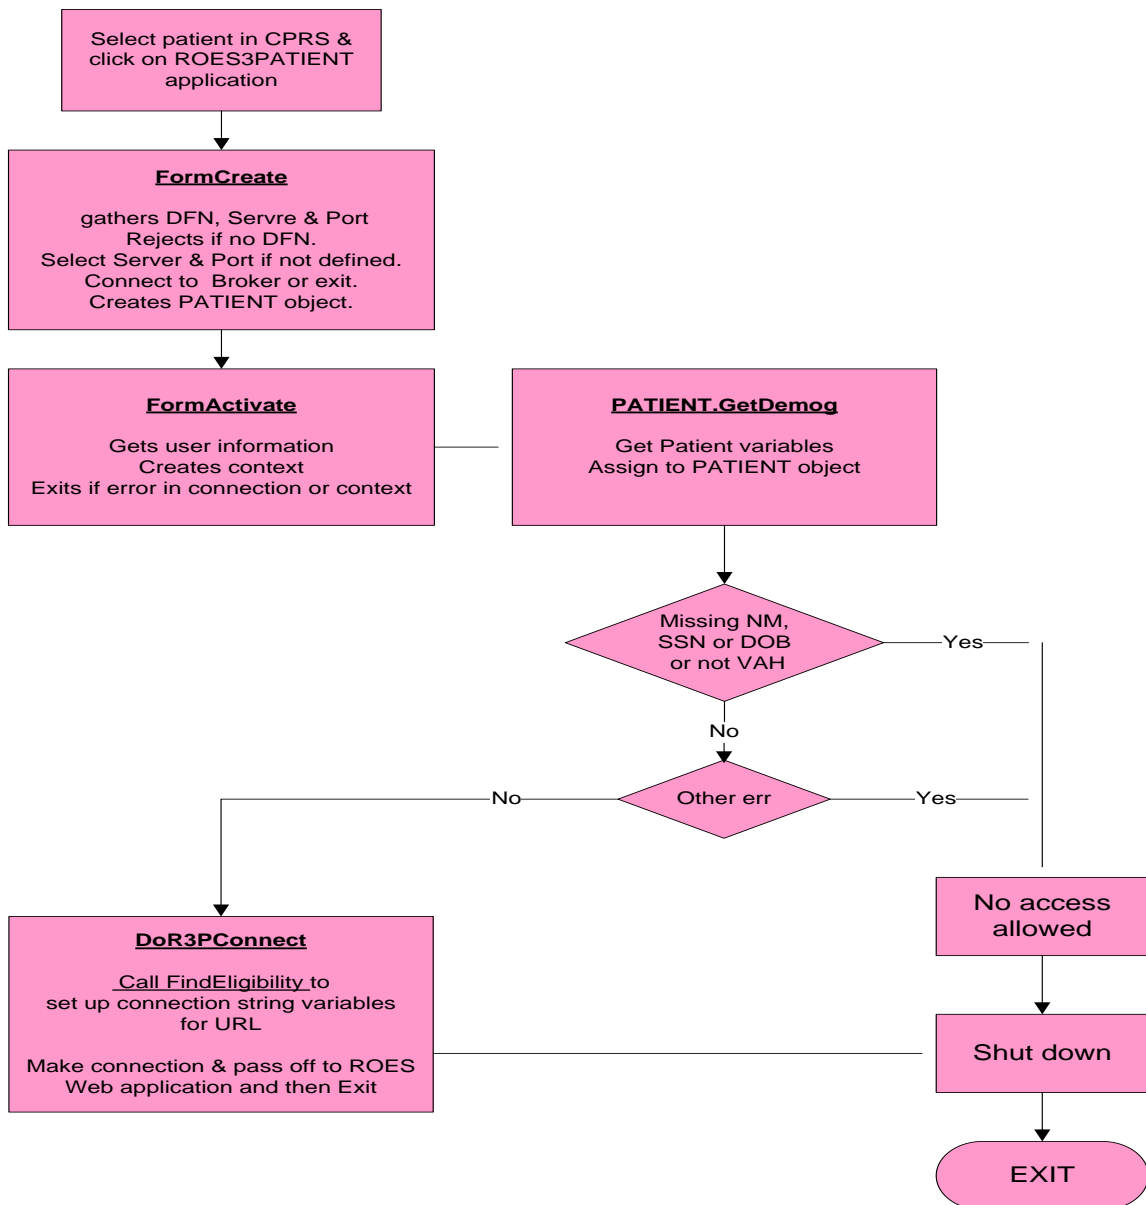 Select patient in CPRS &
click on ROES3PATIENT
application
FormCreate
gathers DFN, Servre & Port
Rejects if no DFN.
Select Server & Port if not defined.
Connect to Broker or exit.
Creates PATIENT object.
FormActivate
Gets user information
Creates context
Exits if error in connection or context
PATIENT.GetDemog
Get Patient variables
Assign to PATIENT object
Missing NM,
SSN or DOB
or not VAH
Yes
No
Other err
No
Yes
No access
allowed
DoR3PConnect
Call FindEligibility to
set up connection string variables
for URL
Make connection & pass off to ROES
Web application and then Exit
Shut down
EXIT